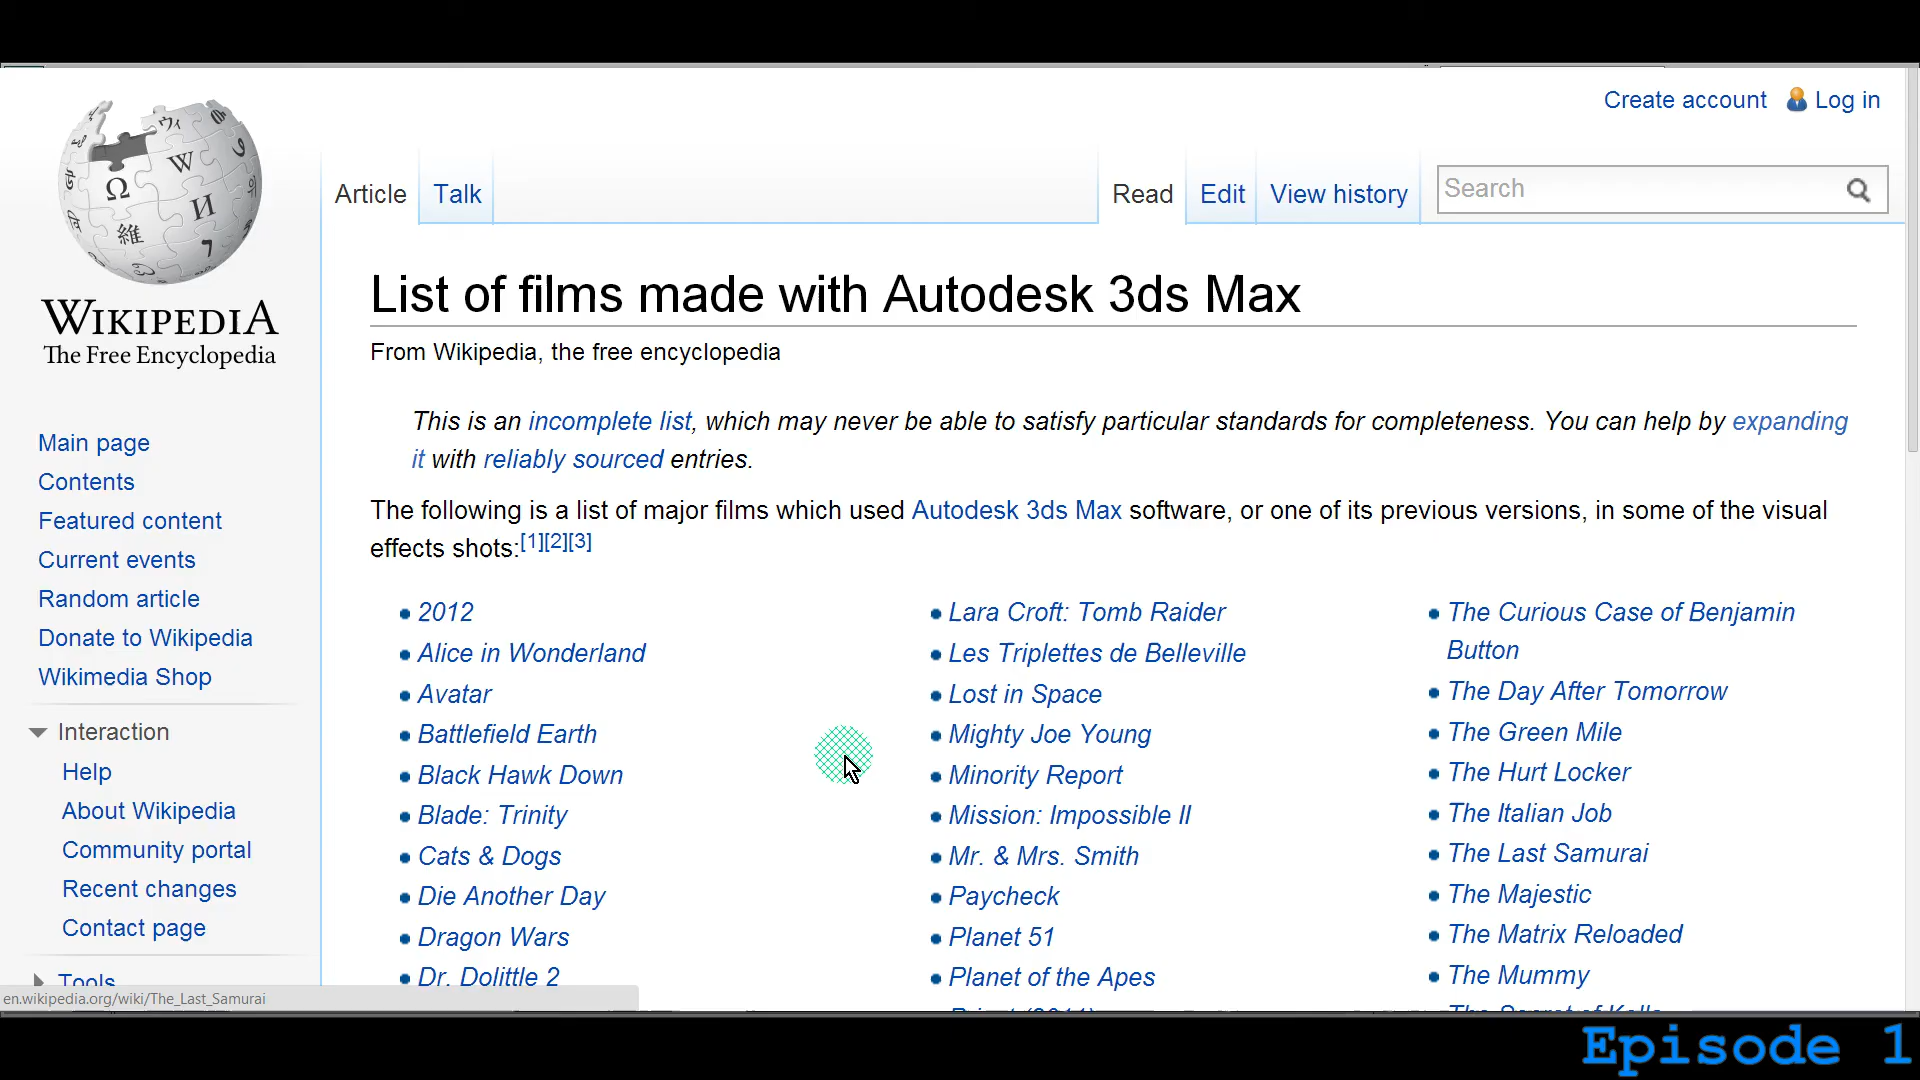 Create account Log in
Article Talk Read Edit View history Search
WIKIPEDIA
The Free Encyclopedia
List of films made with Autodesk 3ds Max
From Wikipedia, the free encyclopedia
This is an incomplete list, which may never be able to satisfy particular standards for completeness. You can help by expanding
it with reliably sourced entries.
The following is a list of major films which used Autodesk 3ds Max software, or one of its previous versions, in some of the visual
effects shots:[1][2][3]
Main page
Contents
Featured content
Current events
Random article
Donate to Wikipedia
Wikimedia Shop
Interaction
Help
About Wikipedia
Community portal
Recent changes
Contact page
Tools
2012
Alice in Wonderland
Avatar
Battlefield Earth
Black Hawk Down
Blade: Trinity
Cats & Dogs
Die Another Day
Dragon Wars
Dr. Dolittle 2
Lara Croft: Tomb Raider
Les Triplettes de Belleville
Lost in Space
Mighty Joe Young
Minority Report
Mission: Impossible II
Mr. & Mrs. Smith
Paycheck
Planet 51
Planet of the Apes
The Curious Case of Benjamin
Button
The Day After Tomorrow
The Green Mile
The Hurt Locker
The Italian Job
The Last Samurai
The Majestic
The Matrix Reloaded
The Mummy
en.wikipedia.org/wiki/The_Last_Samurai
Episode 1